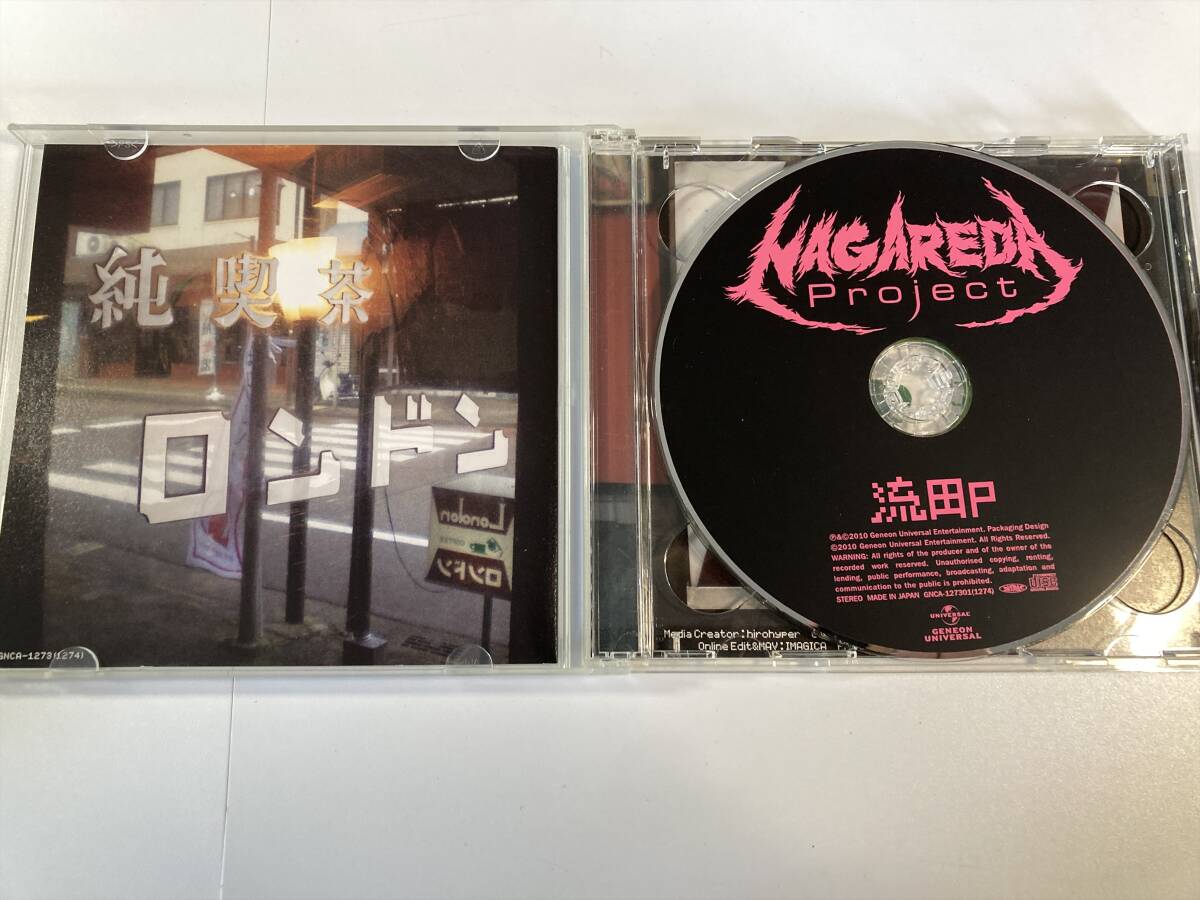 純喫茶
ロンドン
London
COFFEE
ロンドン
GNCA-1273(1274)
NAGAREDA
Project
流田P
℗&©2010 Geneon Universal Entertainment. Packaging Design
©2010 Geneon Universal Entertainment. All Rights Reserved.
WARNING: All rights of the producer and of the owner of the
recorded work reserved. Unauthorised copying, renting,
lending, public performance, broadcasting, adaptation and
communication to the public is prohibited.
STEREO MADE IN JAPAN GNCA-127301(1274)
UNIVERSAL
GENEON
UNIVERSAL
Media Creator:hirohyper
Online Edit&MAV:IMAGICA